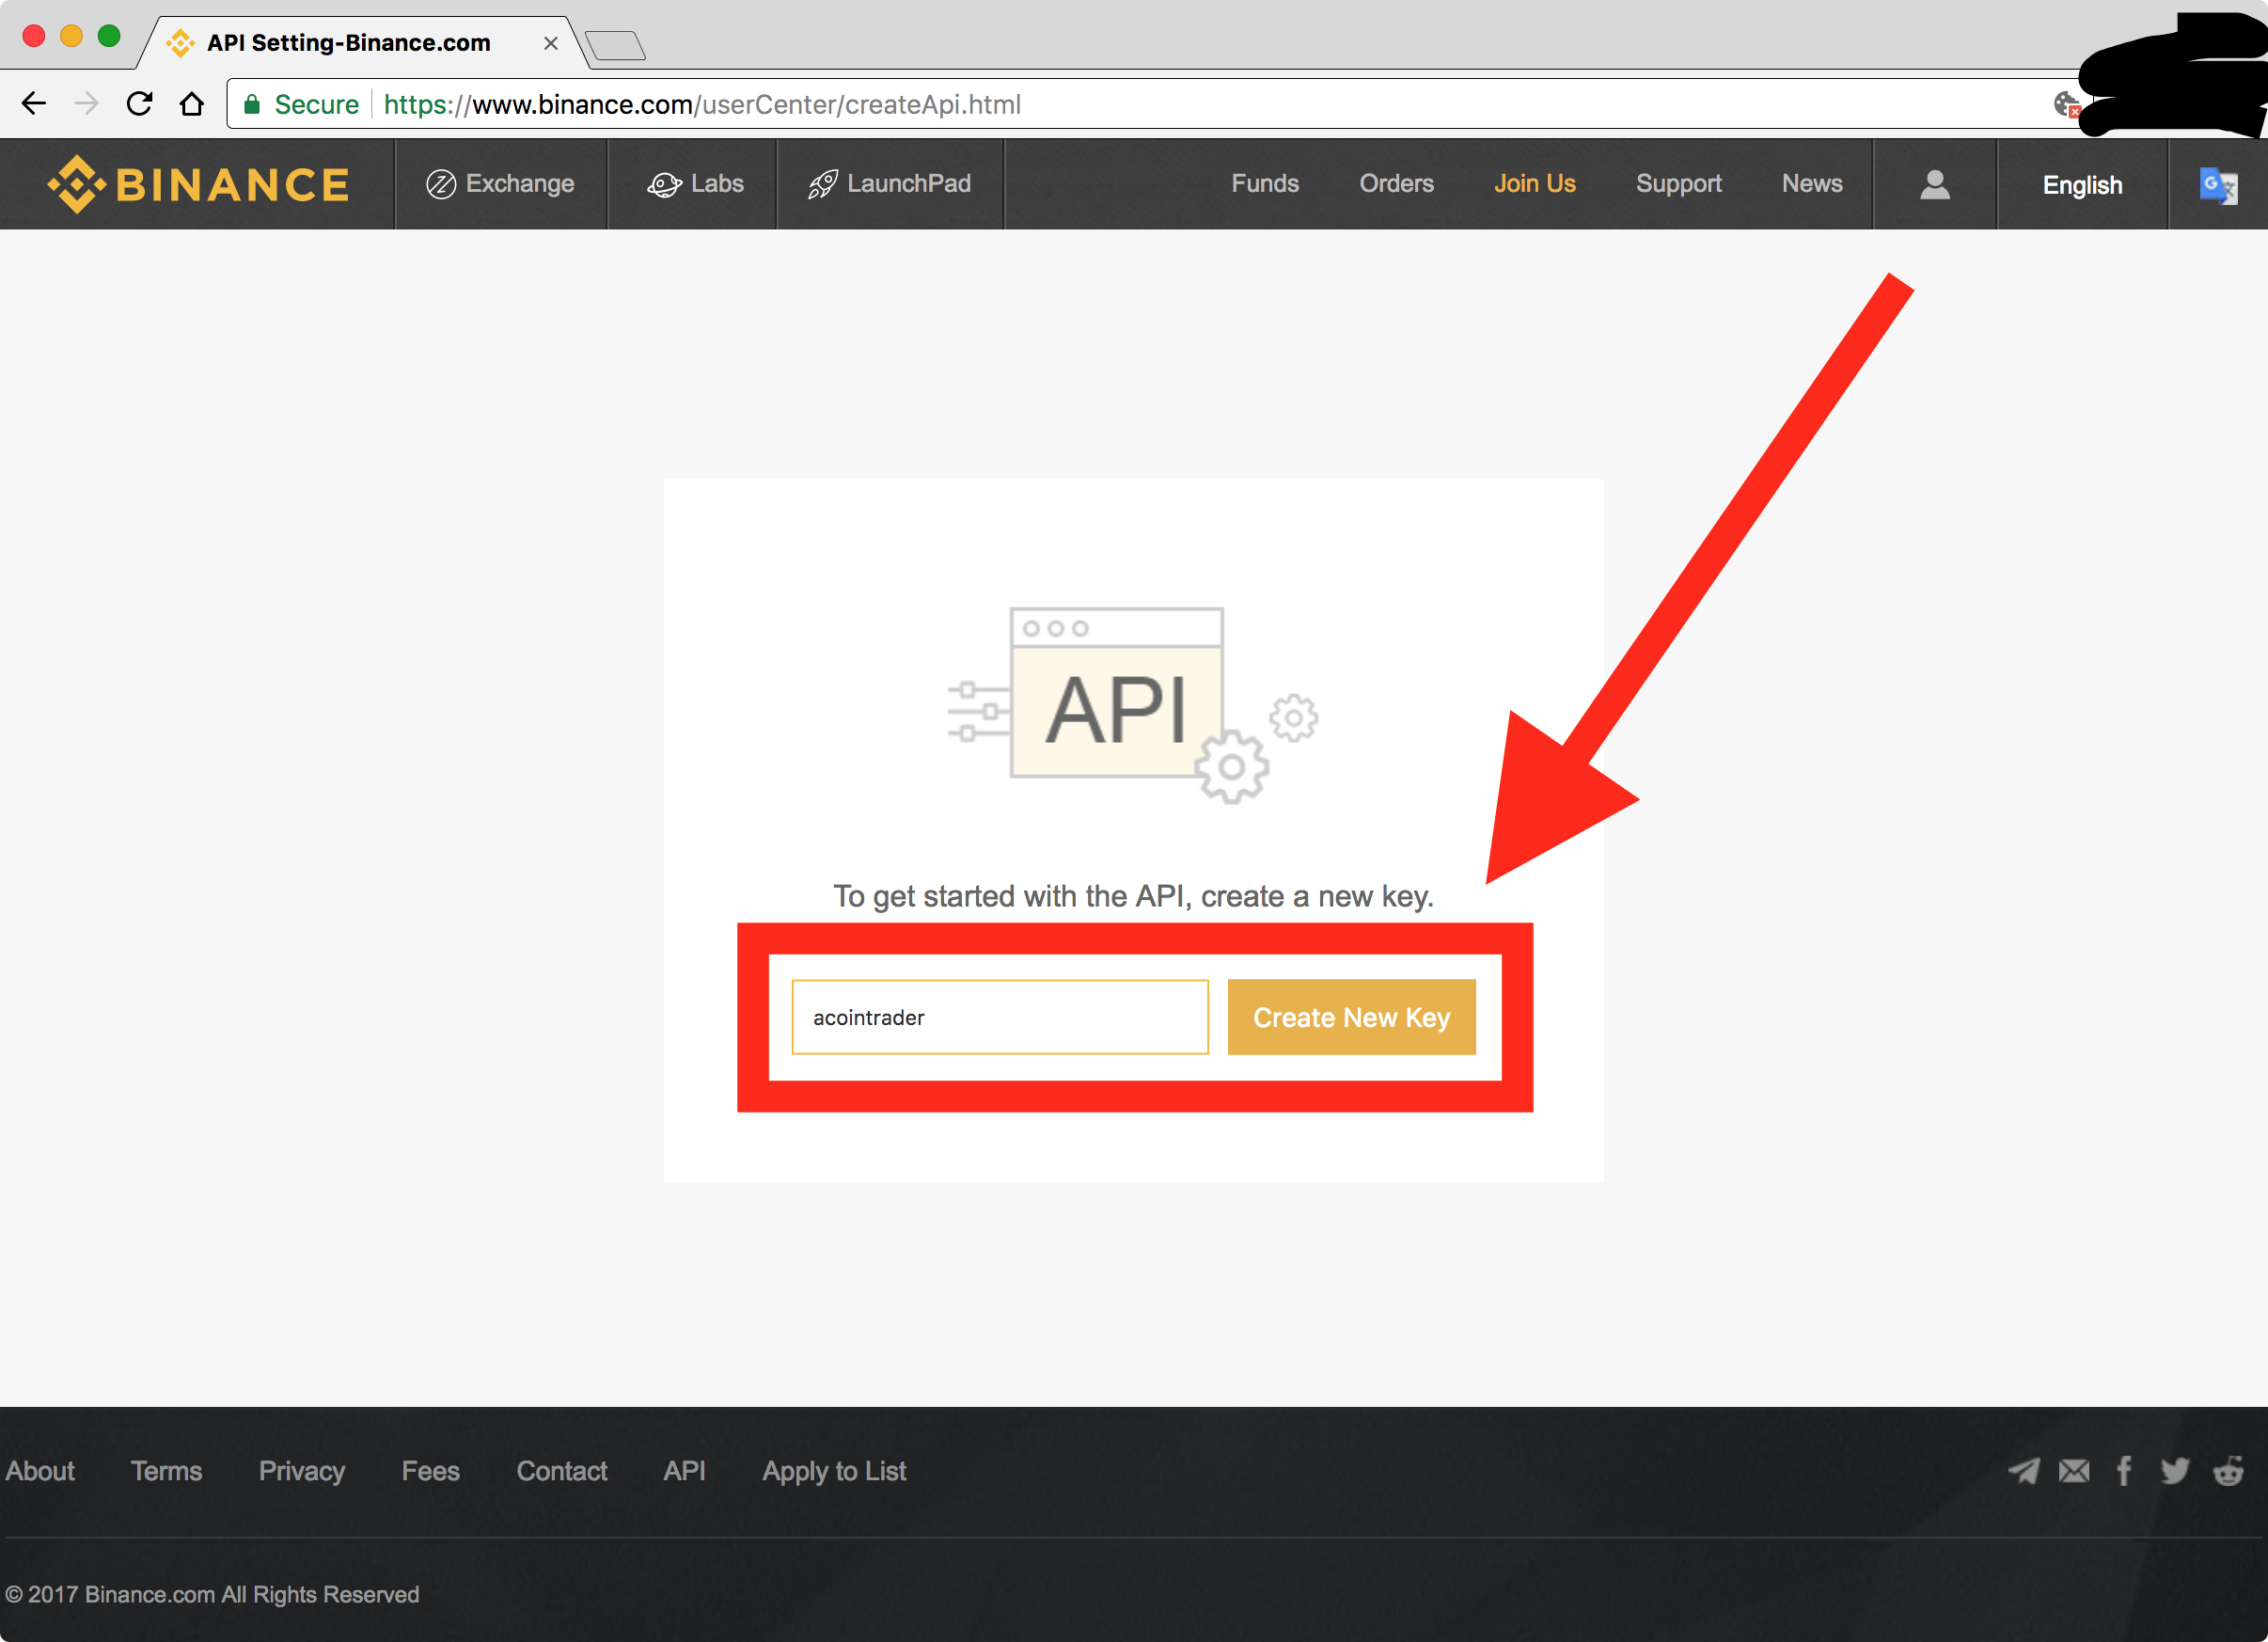 API Setting-Binance.com
Secure https://www.binance.com/userCenter/createApi.html
BINANCE Exchange Labs LaunchPad Funds Orders Join Us Support News English
API
To get started with the API, create a new key.
acointrader Create New Key
About Terms Privacy Fees Contact API Apply to List
© 2017 Binance.com All Rights Reserved